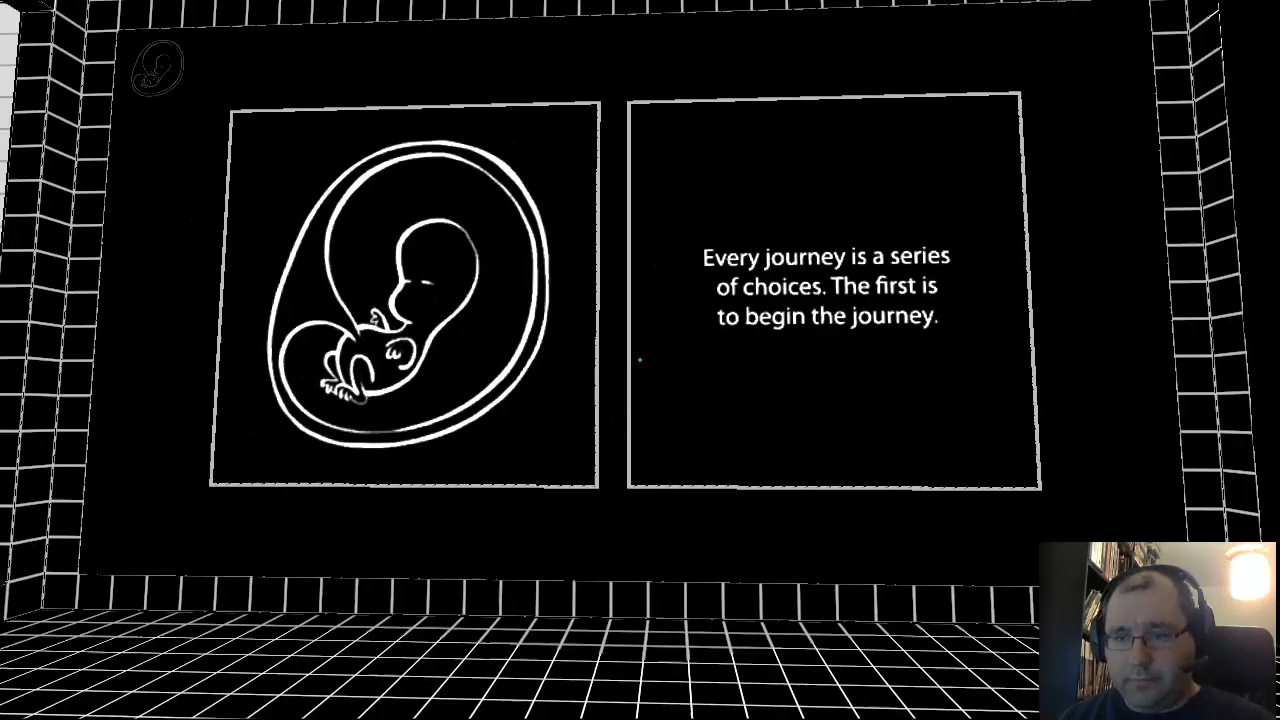 Every journey is a series
of choices. The first is
to begin the journey.